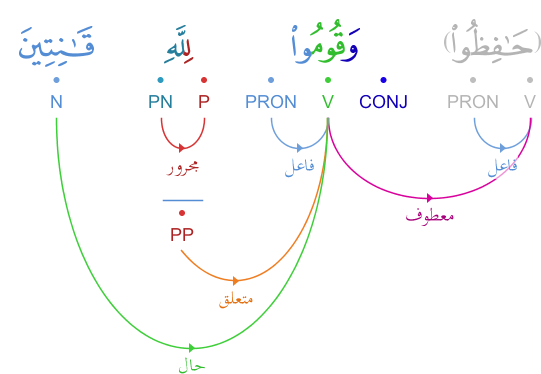 (حَـٰفِظُوا۟) وَقُومُوا۟ لِلَّهِ قَـٰنِتِينَ
V PRON CONJ V PRON P PN N
فاعل فاعل مجرور
معطوف
PP
متعلق
حال